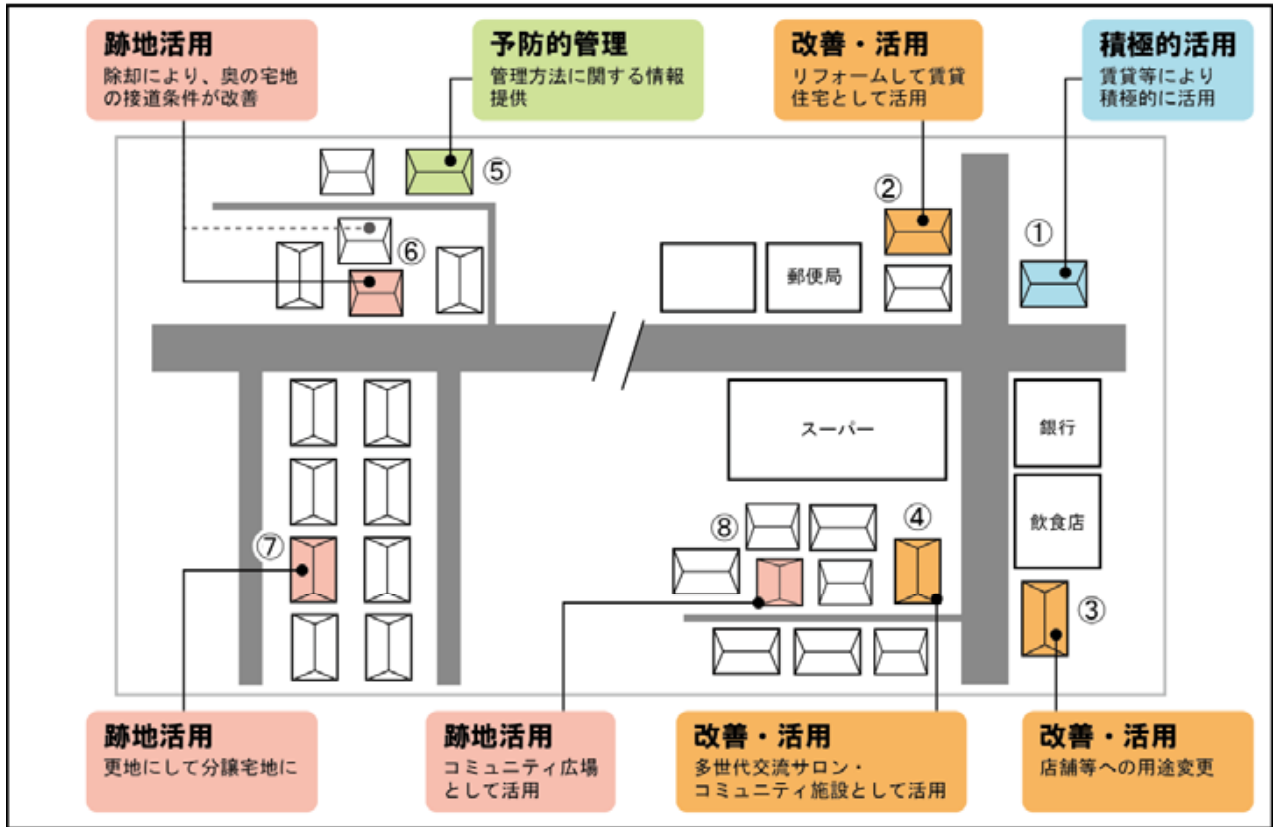 跡地活用
除却により、奥の宅地
の接道条件が改善
予防的管理
管理方法に関する情報
提供
改善・活用
リフォームして賃貸
住宅として活用
積極的活用
賃貸等により
積極的に活用
⑤
②
①
⑥
郵便局
スーパー
銀行
飲食店
⑧
④
⑦
③
跡地活用
更地にして分譲宅地に
跡地活用
コミュニティ広場
として活用
改善・活用
多世代交流サロン・
コミュニティ施設として活用
改善・活用
店舗等への用途変更